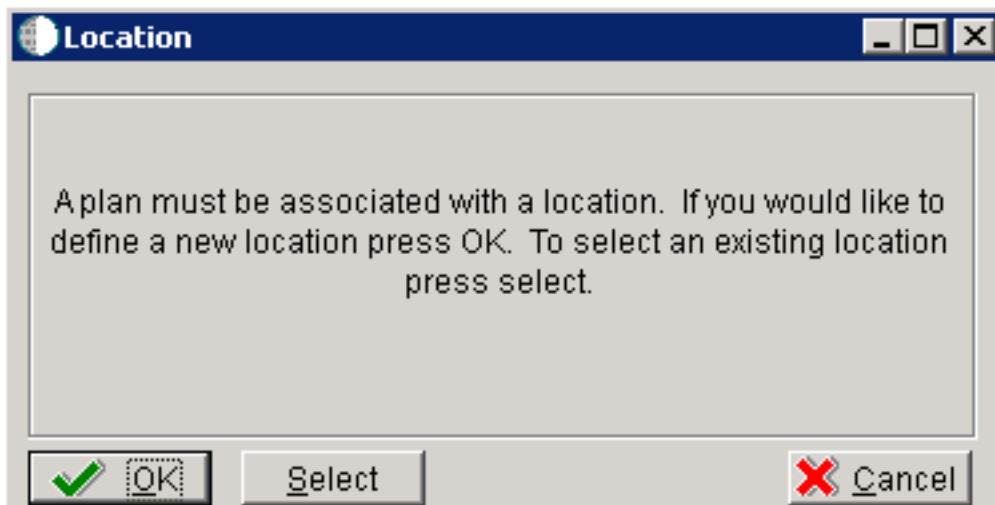 Location
A plan must be associated with a location.  If you would like to
define a new location press OK.  To select an existing location
press select.
OK Select Cancel